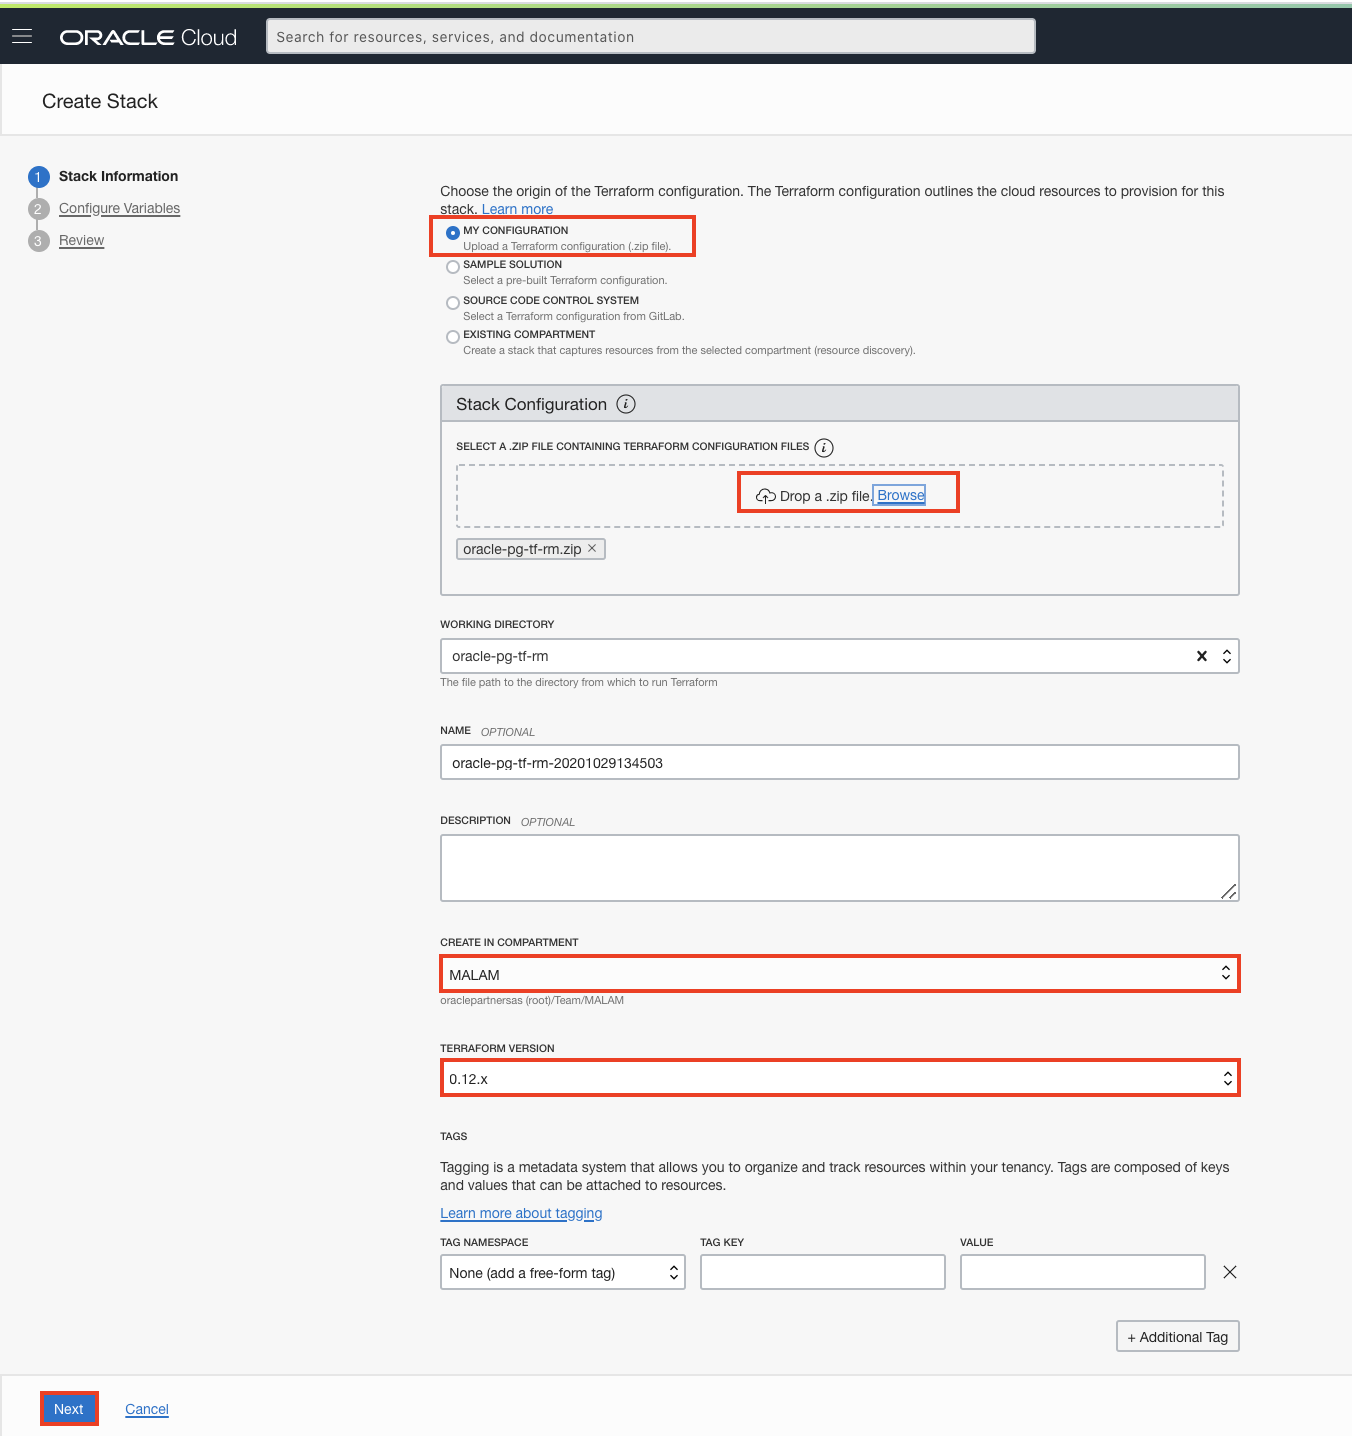 ORACLE Cloud
Search for resources, services, and documentation
Create Stack
1 Stack Information
2 Configure Variables
3 Review
Choose the origin of the Terraform configuration. The Terraform configuration outlines the cloud resources to provision for this
stack. Learn more
MY CONFIGURATION
Upload a Terraform configuration (.zip file).
SAMPLE SOLUTION
Select a pre-built Terraform configuration.
SOURCE CODE CONTROL SYSTEM
Select a Terraform configuration from GitLab.
EXISTING COMPARTMENT
Create a stack that captures resources from the selected compartment (resource discovery).
Stack Configuration i
SELECT A .ZIP FILE CONTAINING TERRAFORM CONFIGURATION FILES i
Drop a .zip file. Browse
oracle-pg-tf-rm.zip ×
WORKING DIRECTORY
oracle-pg-tf-rm
The file path to the directory from which to run Terraform
NAME OPTIONAL
oracle-pg-tf-rm-20201029134503
DESCRIPTION OPTIONAL
CREATE IN COMPARTMENT
MALAM
oraclepartnersas (root)/Team/MALAM
TERRAFORM VERSION
0.12.x
TAGS
Tagging is a metadata system that allows you to organize and track resources within your tenancy. Tags are composed of keys
and values that can be attached to resources.
Learn more about tagging
TAG NAMESPACE TAG KEY VALUE
None (add a free-form tag)
+ Additional Tag
Next Cancel